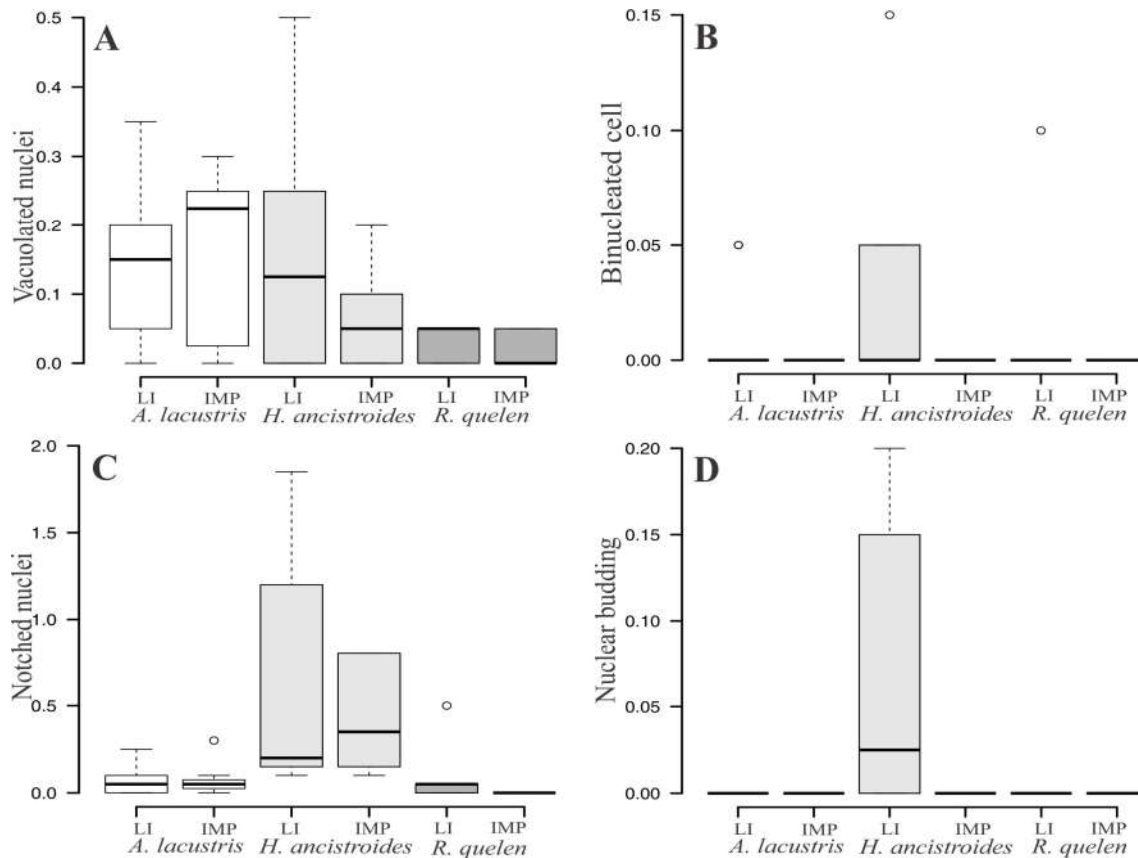 A
Vacuolated nuclei
0.5
0.4
0.3
0.2
0.1
0.0
LI IMP LI IMP LI IMP
A. lacustris H. ancistroides R. quelen
B
Binucleated cell
0.15
0.10
0.05
0.00
LI IMP LI IMP LI IMP
A. lacustris H. ancistroides R. quelen
C
Notched nuclei
2.0
1.5
1.0
0.5
0.0
LI IMP LI IMP LI IMP
A. lacustris H. ancistroides R. quelen
D
Nuclear budding
0.20
0.15
0.10
0.05
0.00
LI IMP LI IMP LI IMP
A. lacustris H. ancistroides R. quelen